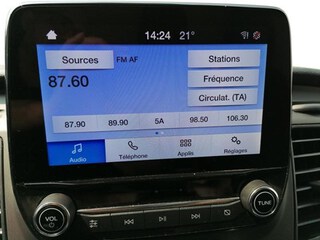 14:24 21°
Sources FM AF Stations
87.60 Fréquence
Circulat. (TA)
87.90 89.90 5A 98.50 106.30
Audio Téléphone Applis Réglages
VOL TUNE